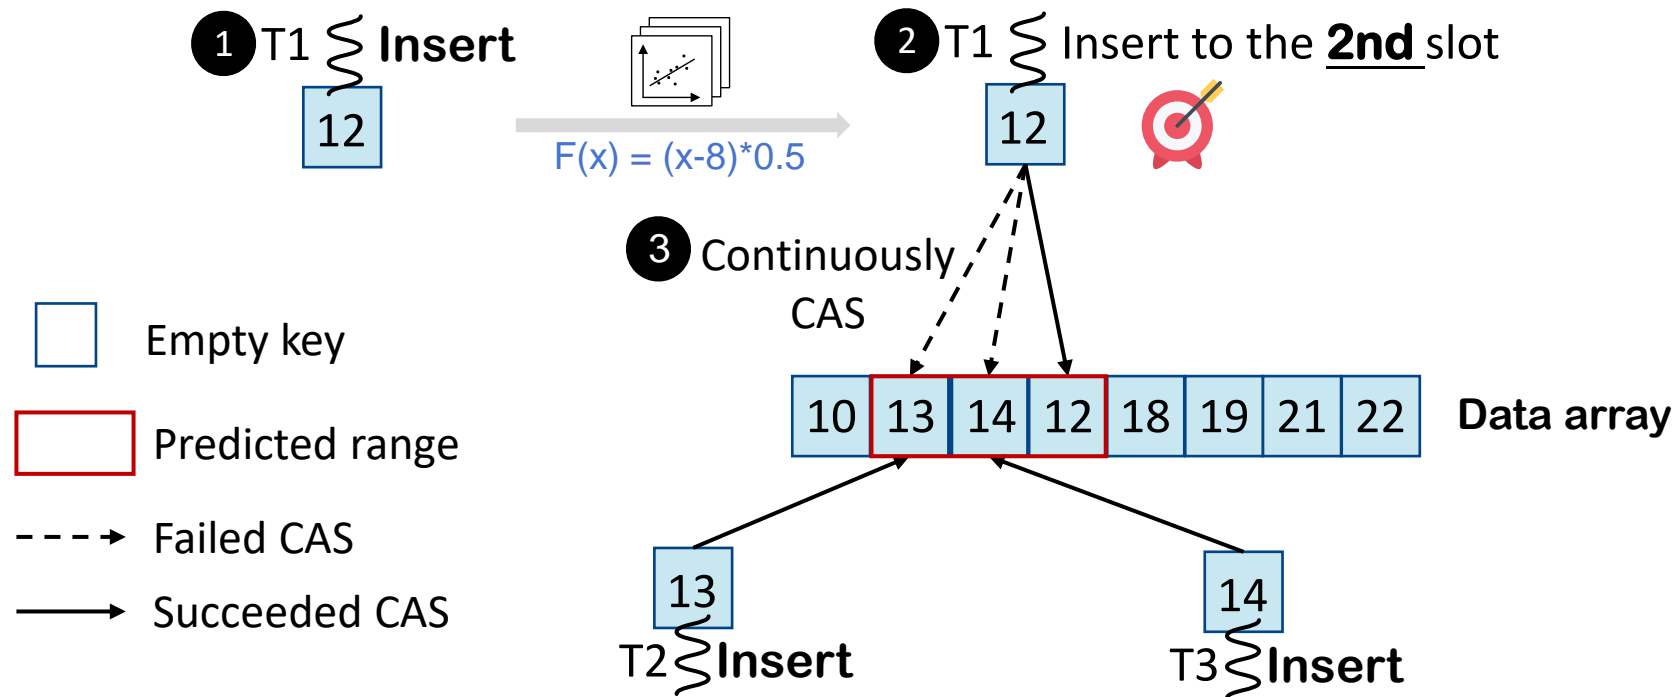 1 T1 Insert
12
F(x) = (x-8)*0.5
2 T1 Insert to the 2nd slot
12
3 Continuously
CAS
Empty key
Predicted range
Failed CAS
Succeeded CAS
10 13 14 12 18 19 21 22 Data array
13
T2 Insert
14
T3 Insert